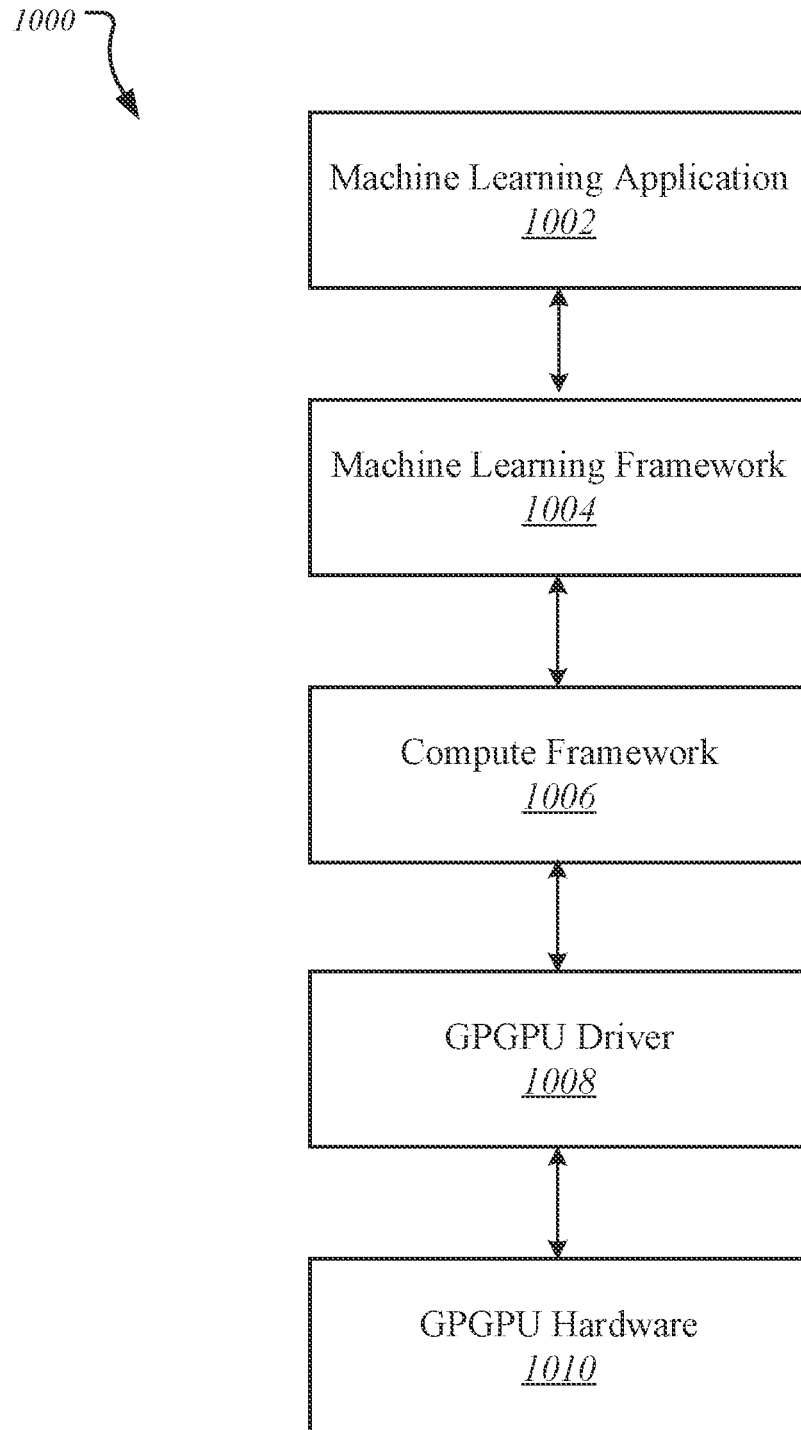 1000
Machine Learning Application
1002
Machine Learning Framework
1004
Compute Framework
1006
GPGPU Driver
1008
GPGPU Hardware
1010